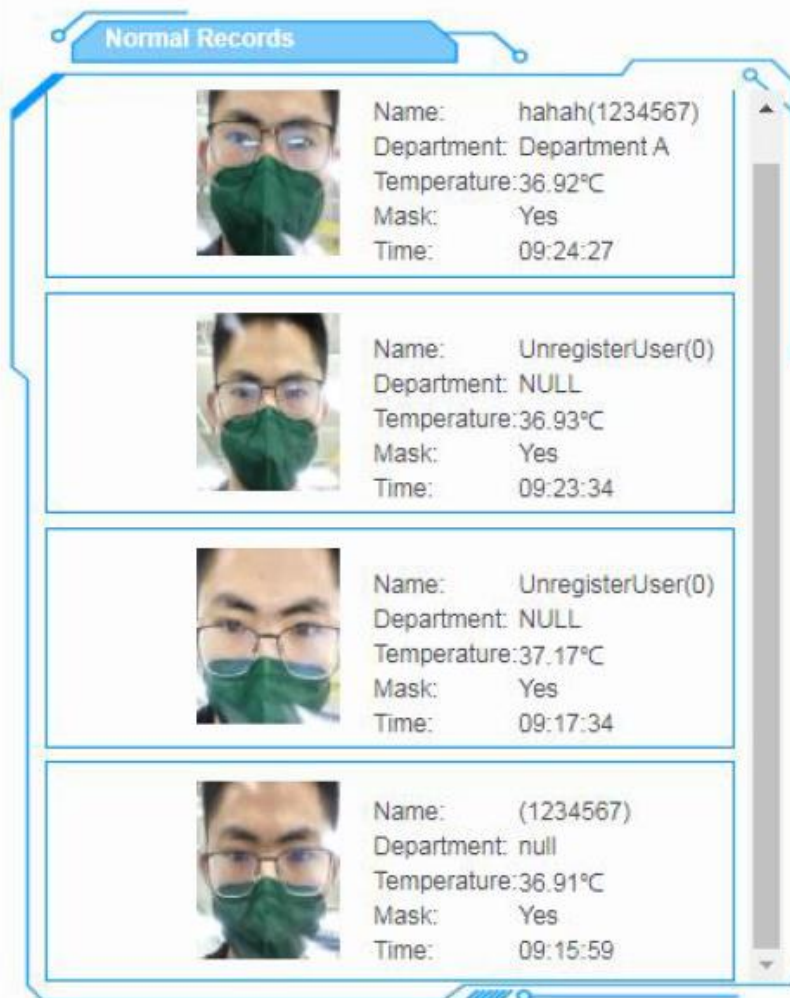 Normal Records
Name: hahah(1234567)
Department: Department A
Temperature:36.92℃
Mask: Yes
Time: 09:24:27
Name: UnregisterUser(0)
Department: NULL
Temperature:36.93℃
Mask: Yes
Time: 09:23:34
Name: UnregisterUser(0)
Department: NULL
Temperature:37.17℃
Mask: Yes
Time: 09:17:34
Name: (1234567)
Department: null
Temperature:36.91℃
Mask: Yes
Time: 09:15:59